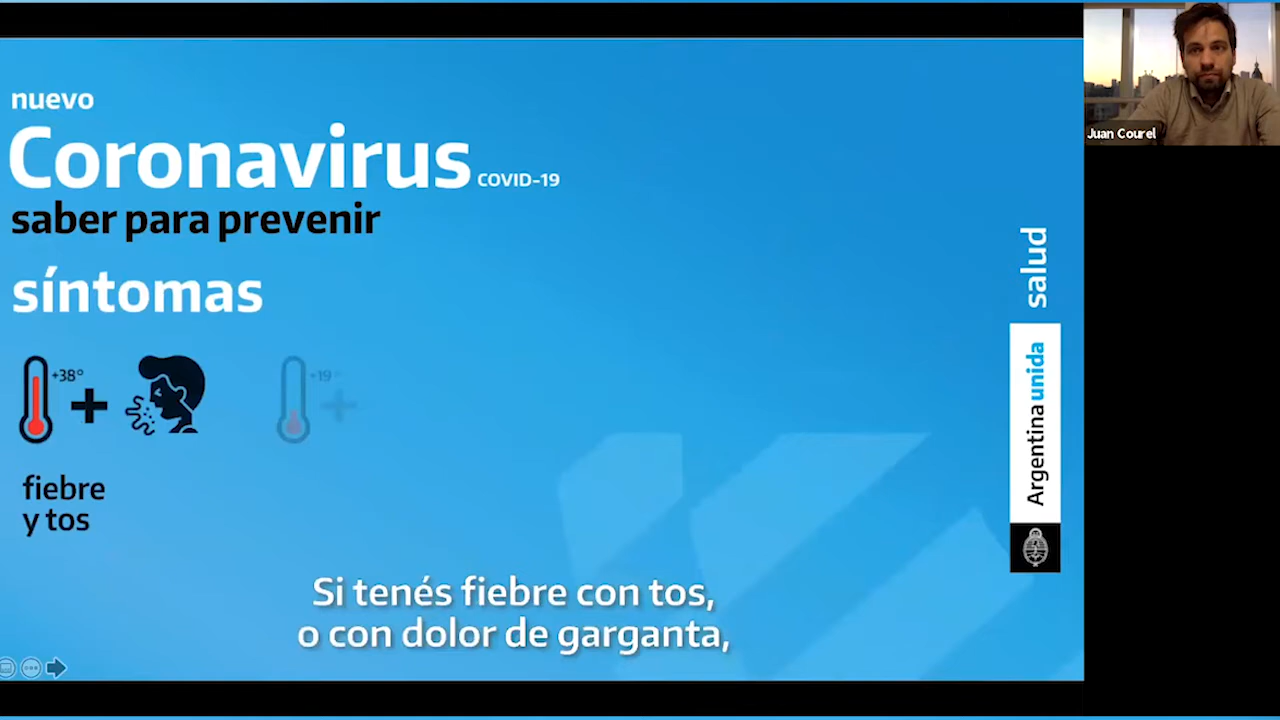 nuevo
Coronavirus COVID-19
saber para prevenir
síntomas
+38°
+
+19°
+
fiebre
y tos
Si tenés fiebre con tos,
o con dolor de garganta,
salud
Argentina unida
Juan Courel